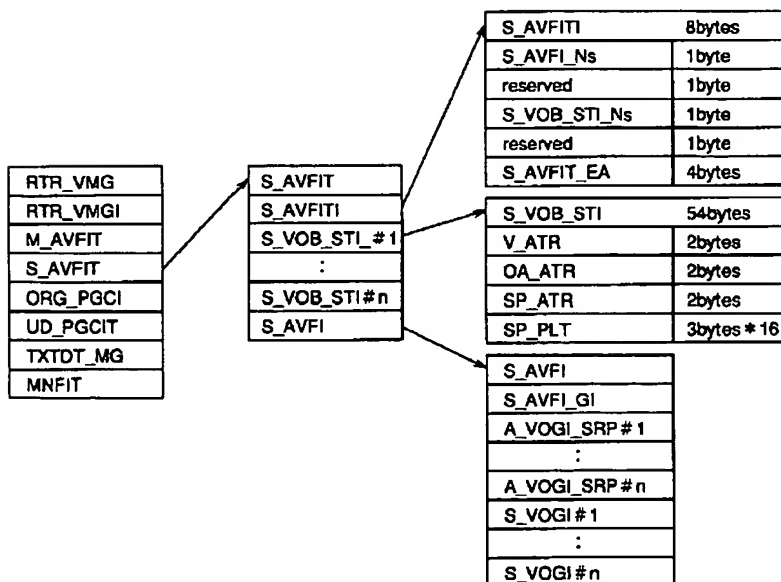 RTR_VMG
RTR_VMGI
M_AVFIT
S_AVFIT
ORG_PGCI
UD_PGCIT
TXTDT_MG
MNFIT
S_AVFIT
S_AVFITI
S_VOB_STI_#1
:
S_VOB_STI#n
S_AVFI
S_AVFITI 8bytes
S_AVFI_Ns 1byte
reserved 1byte
S_VOB_STI_Ns 1byte
reserved 1byte
S_AVFIT_EA 4bytes
S_VOB_STI 54bytes
V_ATR 2bytes
OA_ATR 2bytes
SP_ATR 2bytes
SP_PLT 3bytes*16
S_AVFI
S_AVFI_GI
A_VOGI_SRP#1
:
A_VOGI_SRP#n
S_VOGI#1
:
S_VOGI#n